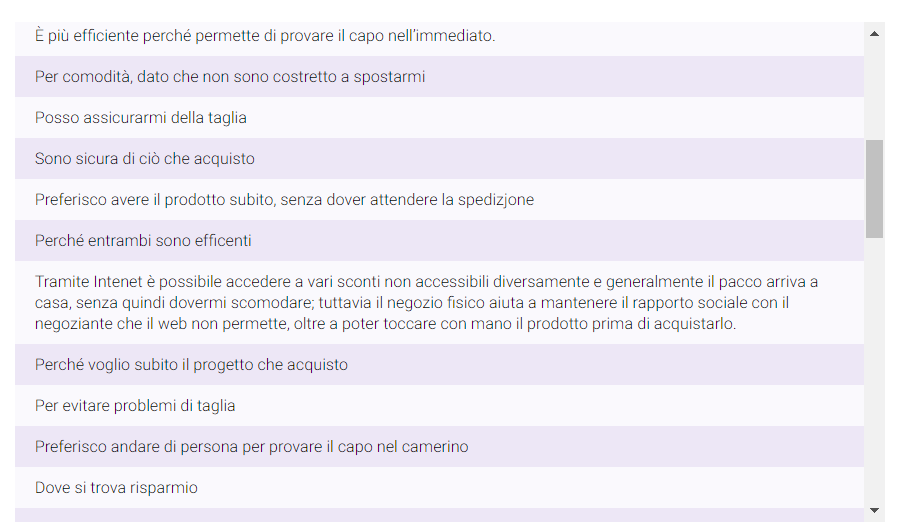 È più efficiente perché permette di provare il capo nell'immediato.
Per comodità, dato che non sono costretto a spostarmi
Posso assicurarmi della taglia
Sono sicura di ciò che acquisto
Preferisco avere il prodotto subito, senza dover attendere la spedizjone
Perché entrambi sono efficenti
Tramite Intenet è possibile accedere a vari sconti non accessibili diversamente e generalmente il pacco arriva a
casa, senza quindi dovermi scomodare; tuttavia il negozio fisico aiuta a mantenere il rapporto sociale con il
negoziante che il web non permette, oltre a poter toccare con mano il prodotto prima di acquistarlo.
Perché voglio subito il progetto che acquisto
Per evitare problemi di taglia
Preferisco andare di persona per provare il capo nel camerino
Dove si trova risparmio